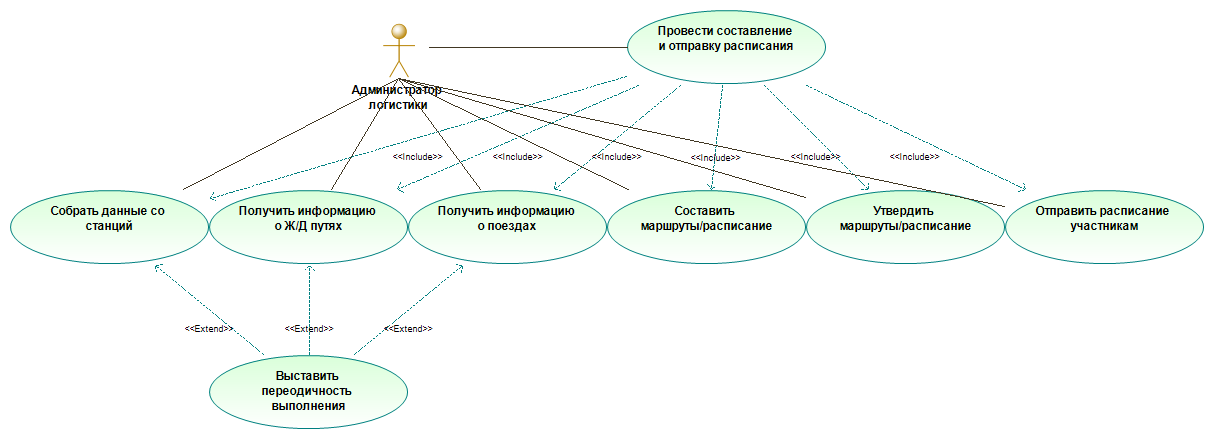 Провести составление
и отправку расписания
Администратор
логистики
<<Include>>
<<Include>>
<<Include>>
<<Include>>
<<Include>>
<<Include>>
Собрать данные со
станций
Получить информацию
о Ж/Д путях
Получить информацию
о поездах
Составить
маршруты/расписание
Утвердить
маршруты/расписание
Отправить расписание
участникам
<<Extend>>
<<Extend>>
<<Extend>>
Выставить
переодичность
выполнения